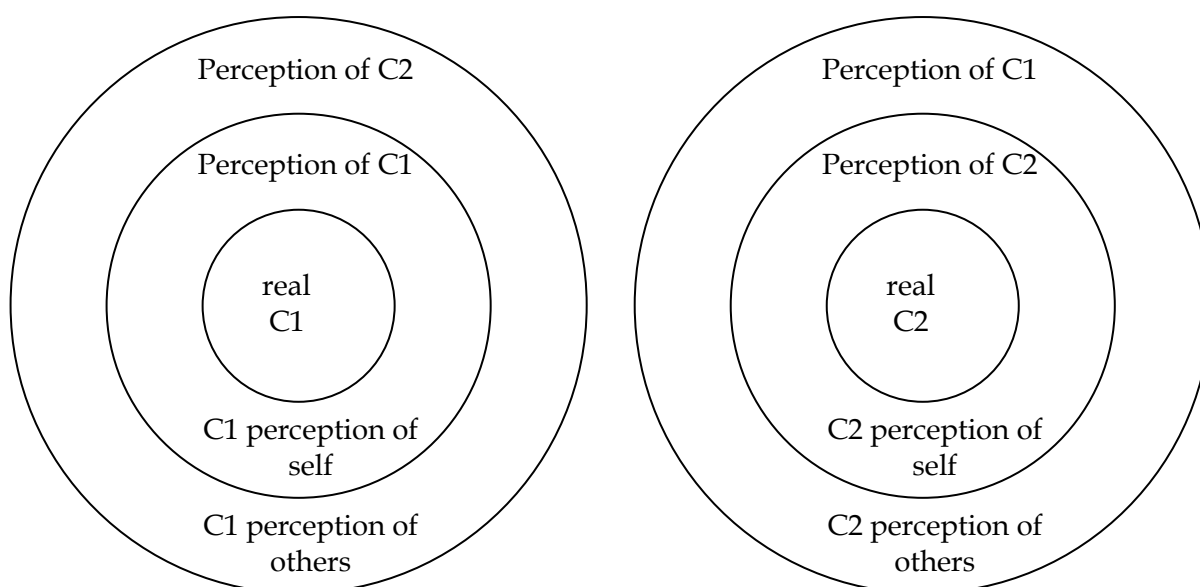 Perception of C2
Perception of C1
real
C1
C1 perception of
self
C1 perception of
others
Perception of C1
Perception of C2
real
C2
C2 perception of
self
C2 perception of
others